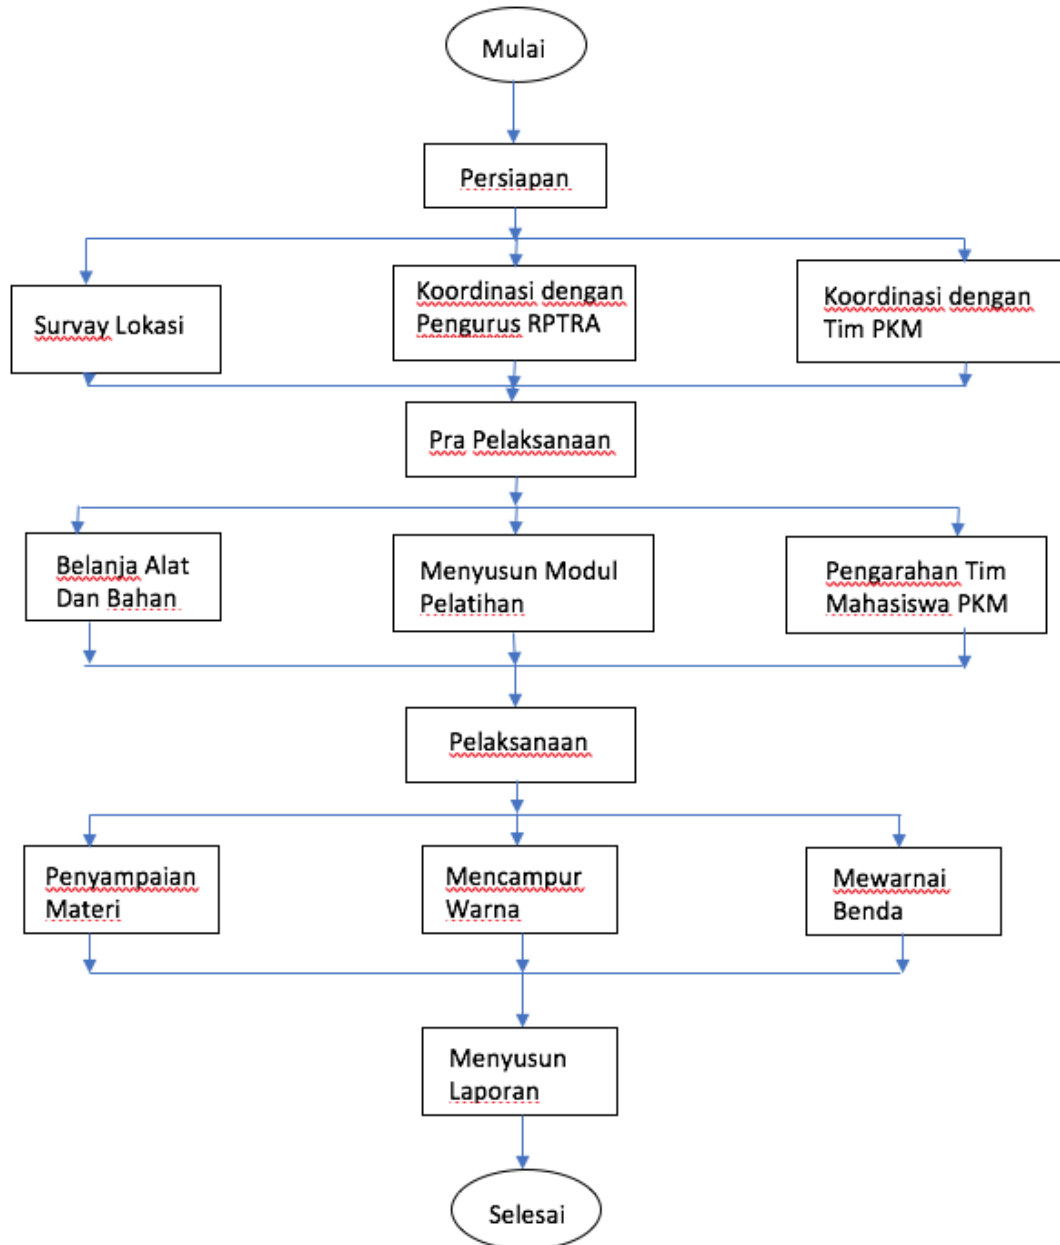 Mulai
Persiapan
Survay Lokasi
Koordinasi dengan
Pengurus RPTRA
Koordinasi dengan
Tim PKM
Pra Pelaksanaan
Belanja Alat
Dan Bahan
Menyusun Modul
Pelatihan
Pengarahan Tim
Mahasiswa PKM
Pelaksanaan
Penyampaian
Materi
Mencampur
Warna
Mewarnai
Benda
Menyusun
Laporan
Selesai